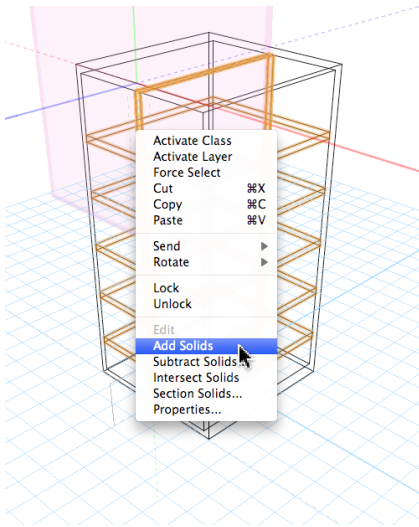 Activate Class
Activate Layer
Force Select
Cut ⌘X
Copy ⌘C
Paste ⌘V
Send ▶
Rotate ▶
Lock
Unlock
Edit
Add Solids
Subtract Solids...
Intersect Solids
Section Solids...
Properties...